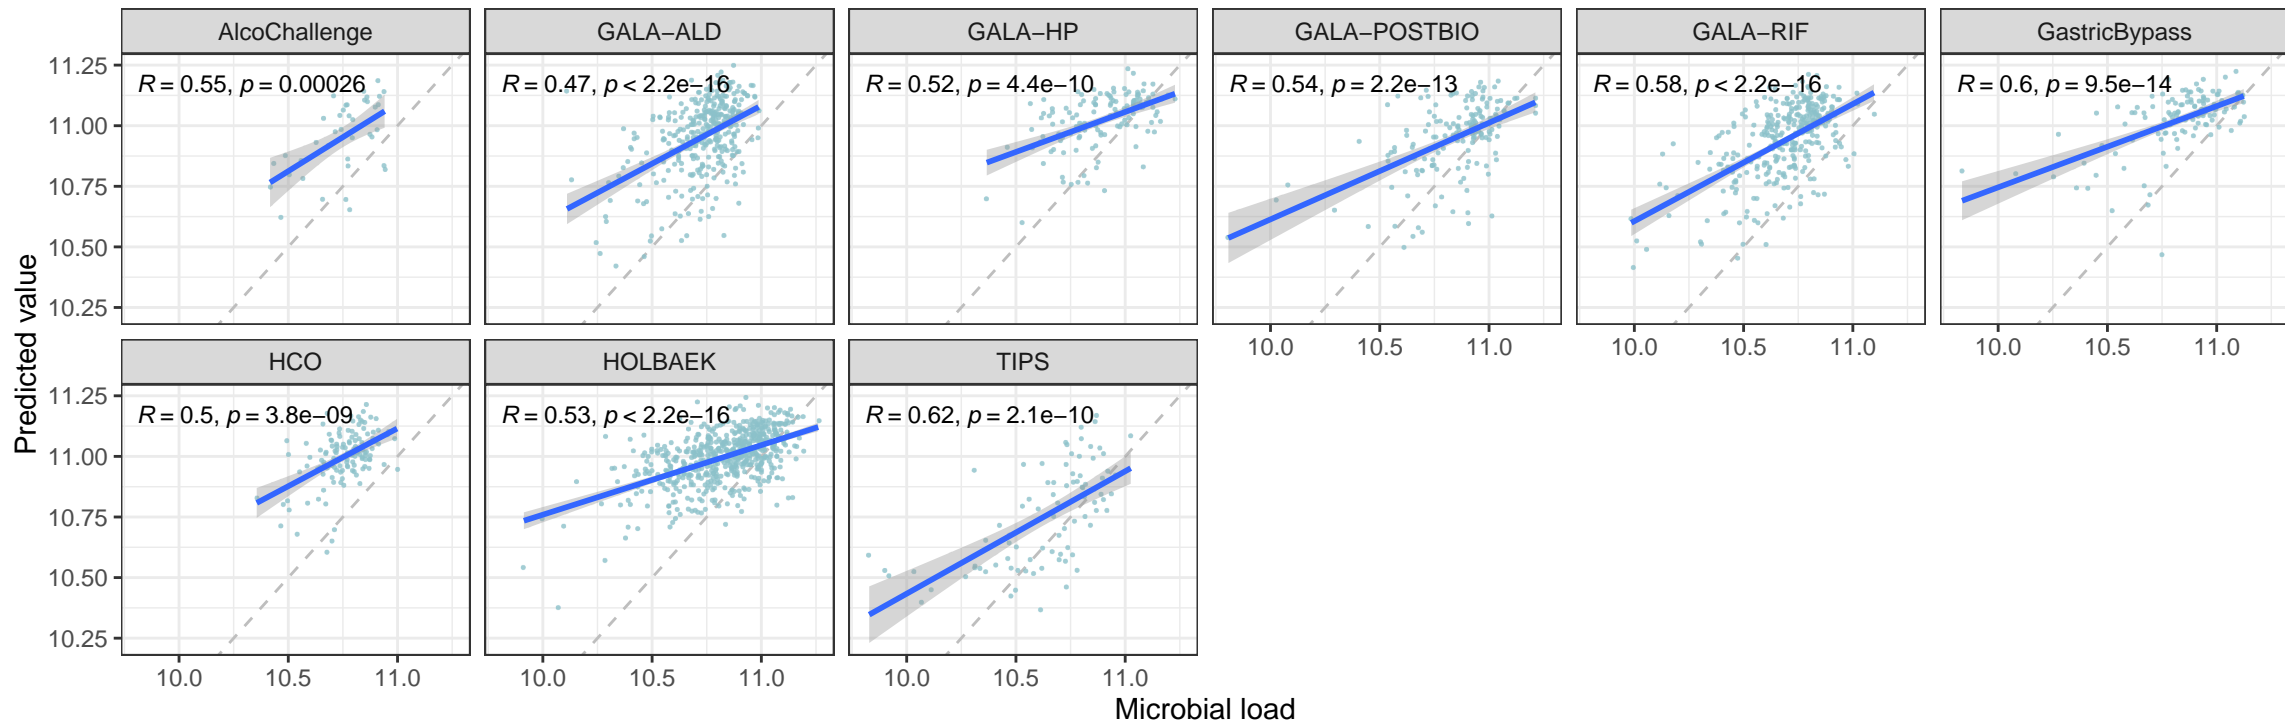 AlcoChallenge GALA−ALD GALA−HP GALA−POSTBIO GALA−RIF GastricBypass
R = 0.55, p = 0.00026 R = 0.47, p < 2.2e−16 R = 0.52, p = 4.4e−10 R = 0.54, p = 2.2e−13 R = 0.58, p < 2.2e−16 R = 0.6, p = 9.5e−14
11.25
11.00
10.75
10.50
10.25
10.0 10.5 11.0 10.0 10.5 11.0 10.0 10.5 11.0
HCO HOLBAEK TIPS
R = 0.5, p = 3.8e−09 R = 0.53, p < 2.2e−16 R = 0.62, p = 2.1e−10
11.25
11.00
10.75
10.50
10.25
10.0 10.5 11.0 10.0 10.5 11.0 10.0 10.5 11.0
Predicted value
Microbial load